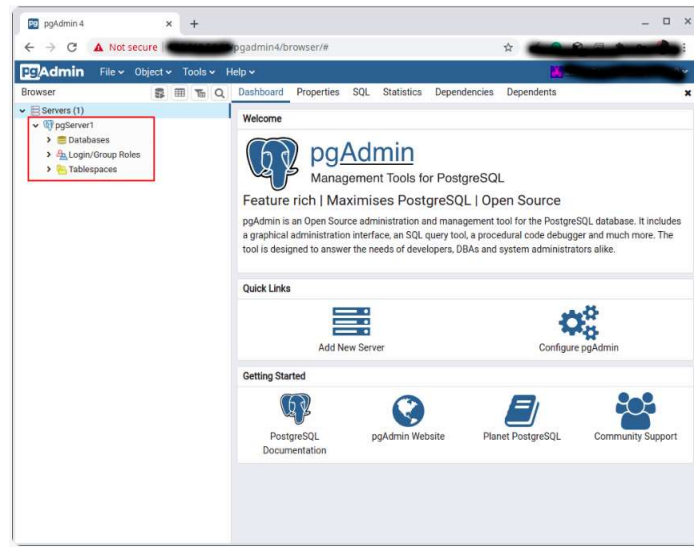 pgAdmin 4
Not secure
pgadmin4/browser/#
pgAdmin File Object Tools Help
Browser
Dashboard Properties SQL Statistics Dependencies Dependents
Servers (1)
pgServer1
Databases
Login/Group Roles
Tablespaces
Welcome
pgAdmin
Management Tools for PostgreSQL
Feature rich | Maximises PostgreSQL | Open Source
pgAdmin is an Open Source administration and management tool for the PostgreSQL database. It includes
a graphical administration interface, an SQL query tool, a procedural code debugger and much more. The
tool is designed to answer the needs of developers, DBAs and system administrators alike.
Quick Links
Add New Server
Configure pgAdmin
Getting Started
PostgreSQL
Documentation
pgAdmin Website
Planet PostgreSQL
Community Support